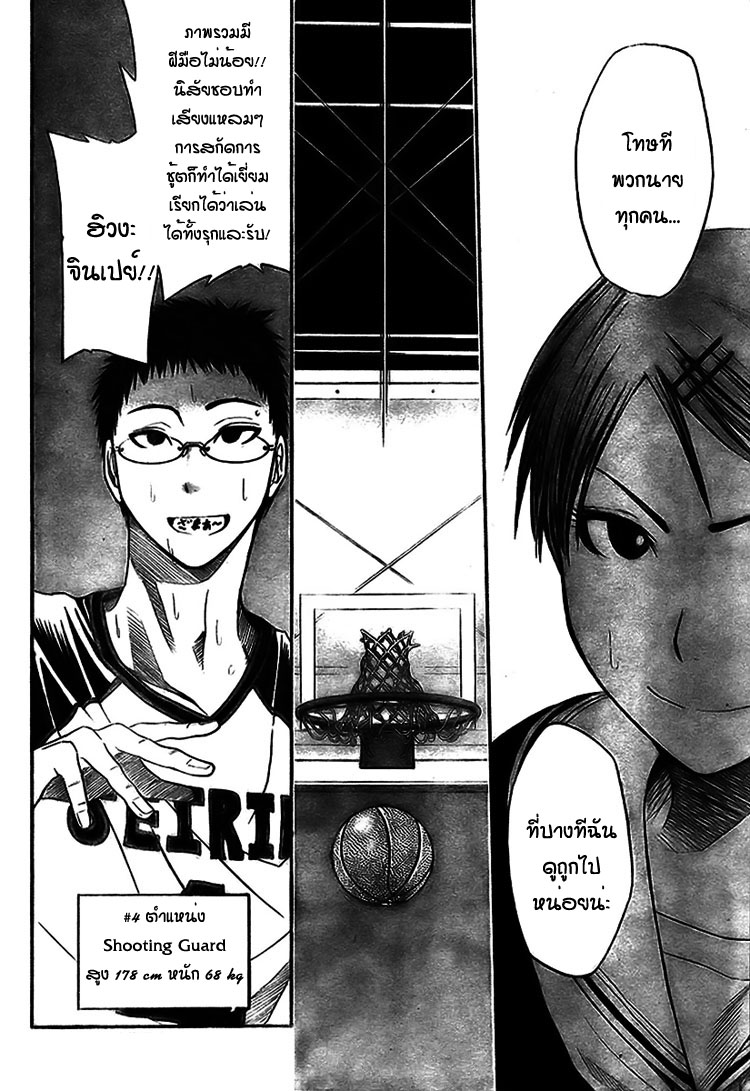 โทษที
พวกนาย
ทุกคน...
ที่บางทีฉัน
ดูถูกไป
หน่อยน่ะ
ภาพรวมมี
ฝีมือไม่น้อย!!
นิสัยชอบทำ
เสียงแหลมๆ
การสกัดการ
ชู้ตก็ทำได้เยี่ยม
เรียกได้ว่าเล่น
ได้ทั้งรุกและรับ!
ฮิวงะ
จินเปย์!!
ざまあ~
SEIRIN
#4 ตำแหน่ง
Shooting Guard
สูง 178 cm หนัก 68 kg